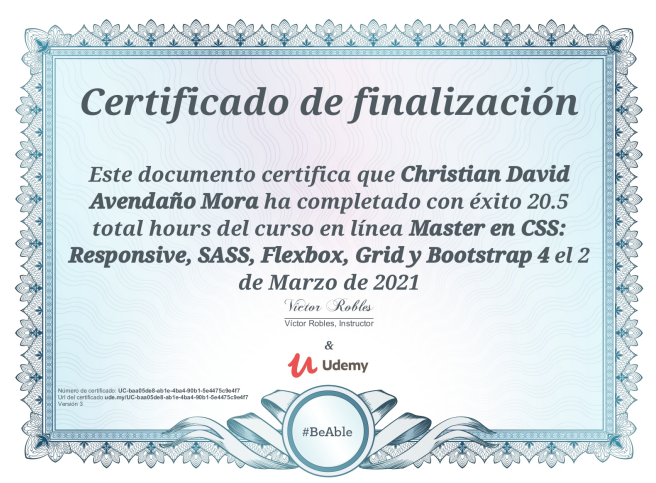 Certificado de finalización
Este documento certifica que Christian David
Avendaño Mora ha completado con éxito 20.5
total hours del curso en línea Master en CSS:
Responsive, SASS, Flexbox, Grid y Bootstrap 4 el 2
de Marzo de 2021
Víctor Robles
Víctor Robles, Instructor
&
Udemy
Numero de certificado: UC-baa05de8-ab1e-4ba4-90b1-5e4475c9e4f7
Url del certificado ude.my/UC-baa05de8-ab1e-4ba4-90b1-5e4475c9e4f7
Versión 3
#BeAble